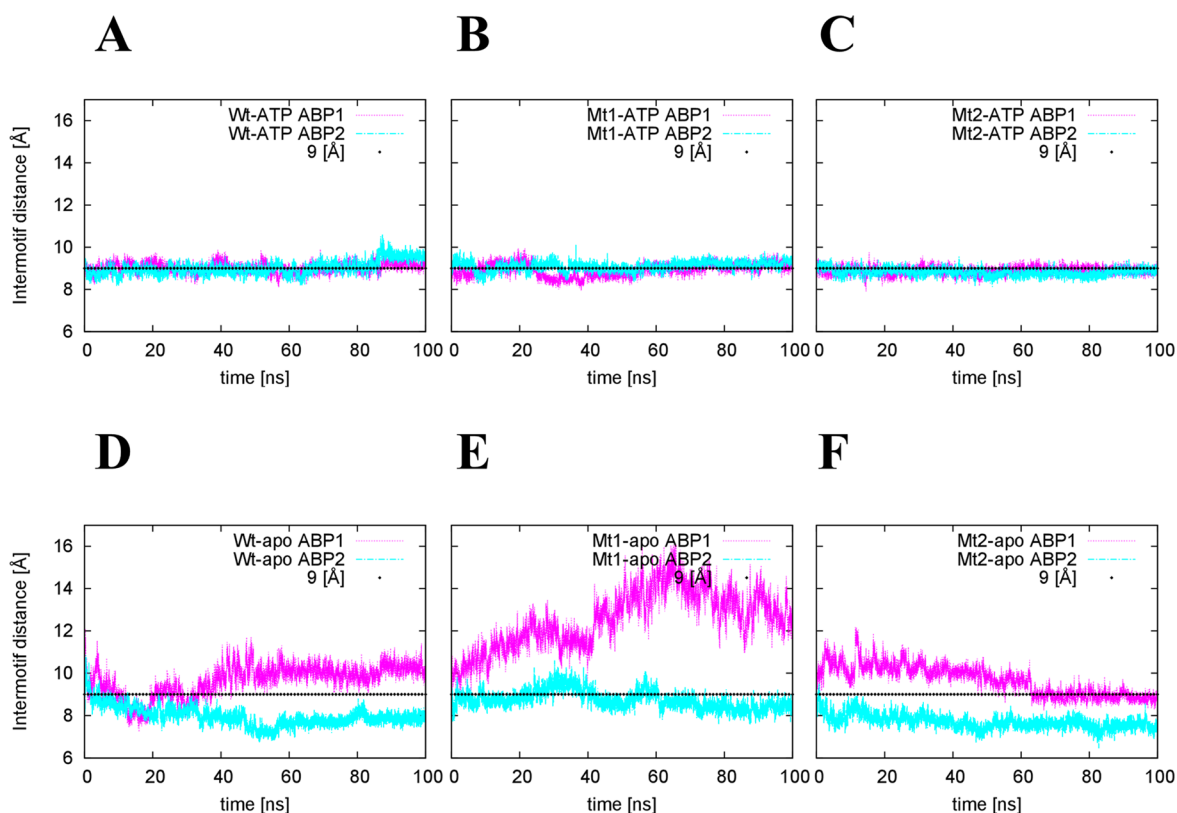 A B C
Intermotif distance [Å]
16
14
12
10
8
6
Wt-ATP ABP1
Wt-ATP ABP2
9 [Å]
0 20 40 60 80 100
time [ns]
Mt1-ATP ABP1
Mt1-ATP ABP2
9 [Å]
0 20 40 60 80 100
time [ns]
Mt2-ATP ABP1
Mt2-ATP ABP2
9 [Å]
0 20 40 60 80 100
time [ns]
D E F
Intermotif distance [Å]
16
14
12
10
8
6
Wt-apo ABP1
Wt-apo ABP2
9 [Å]
0 20 40 60 80 100
time [ns]
Mt1-apo ABP1
Mt1-apo ABP2
9 [Å]
0 20 40 60 80 100
time [ns]
Mt2-apo ABP1
Mt2-apo ABP2
9 [Å]
0 20 40 60 80 100
time [ns]